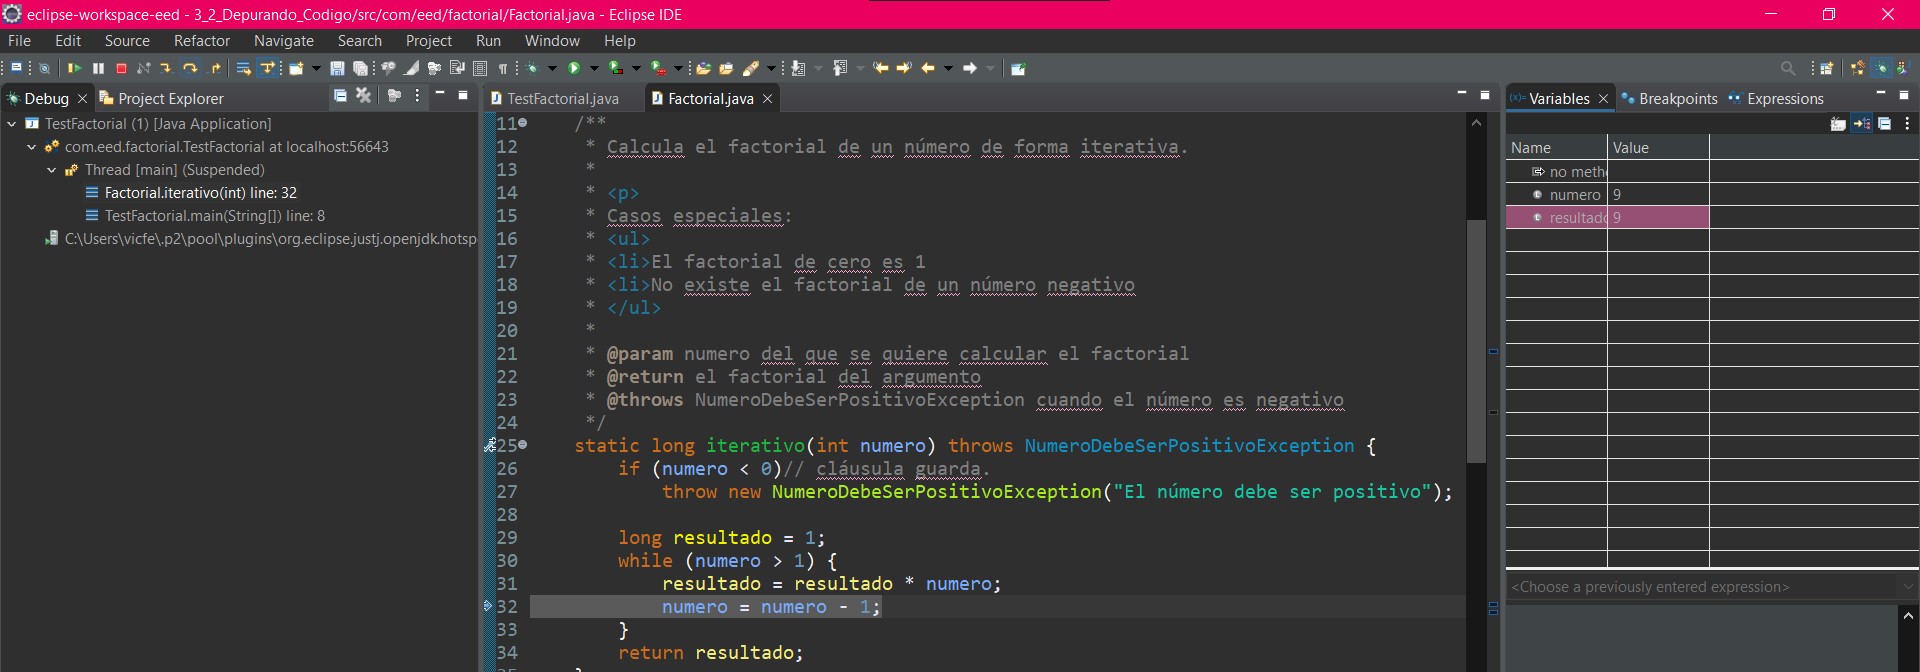 eclipse-workspace-eed - 3_2_Depurando_Codigo/src/com/eed/factorial/Factorial.java - Eclipse IDE
File Edit Source Refactor Navigate Search Project Run Window Help
Debug Project Explorer
TestFactorial (1) [Java Application]
com.eed.factorial.TestFactorial at localhost:56643
Thread [main] (Suspended)
Factorial.iterativo(int) line: 32
TestFactorial.main(String[]) line: 8
C:\Users\vicfe\.p2\pool\plugins\org.eclipse.justj.openjdk.hotsp
TestFactorial.java Factorial.java
11 /**
12 * Calcula el factorial de un número de forma iterativa.
13 *
14 * <p>
15 * Casos especiales:
16 * <ul>
17 * <li>El factorial de cero es 1
18 * <li>No existe el factorial de un número negativo
19 * </ul>
20 *
21 * @param numero del que se quiere calcular el factorial
22 * @return el factorial del argumento
23 * @throws NumeroDebeSerPositivoException cuando el número es negativo
24 */
25 static long iterativo(int numero) throws NumeroDebeSerPositivoException {
26 if (numero < 0)// cláusula guarda.
27 throw new NumeroDebeSerPositivoException("El número debe ser positivo");
28
29 long resultado = 1;
30 while (numero > 1) {
31 resultado = resultado * numero;
32 numero = numero - 1;
33 }
34 return resultado;
Variables Breakpoints Expressions
Name Value
no meth
numero 9
resultado 9
<Choose a previously entered expression>